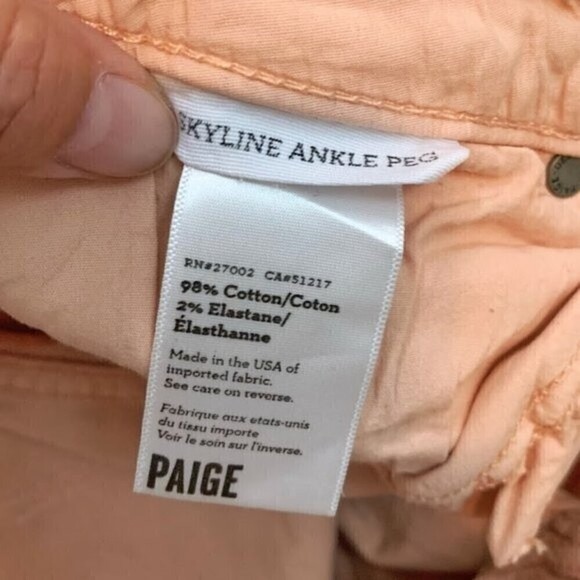 SKYLINE ANKLE PEG
RN#27002 CA#51217
98% Cotton/Coton
2% Elastane/
Élasthanne
Made in the USA of
imported fabric.
See care on reverse.
Fabrique aux etats-unis
du tissu importe
Voir le soin sur l'inverse.
PAIGE